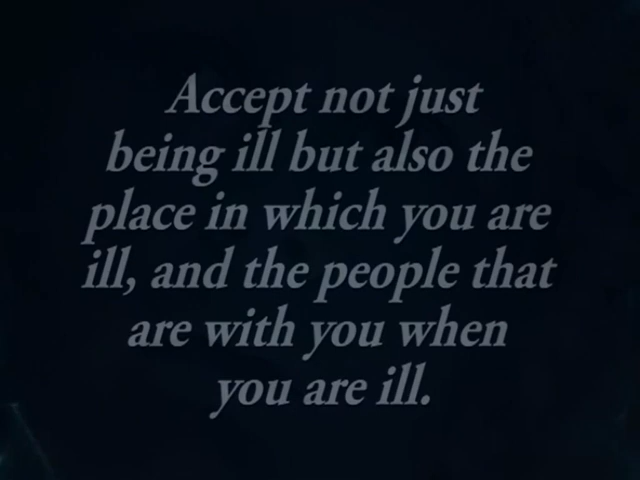 Accept not just
being ill but also the
place in which you are
ill, and the people that
are with you when
you are ill.